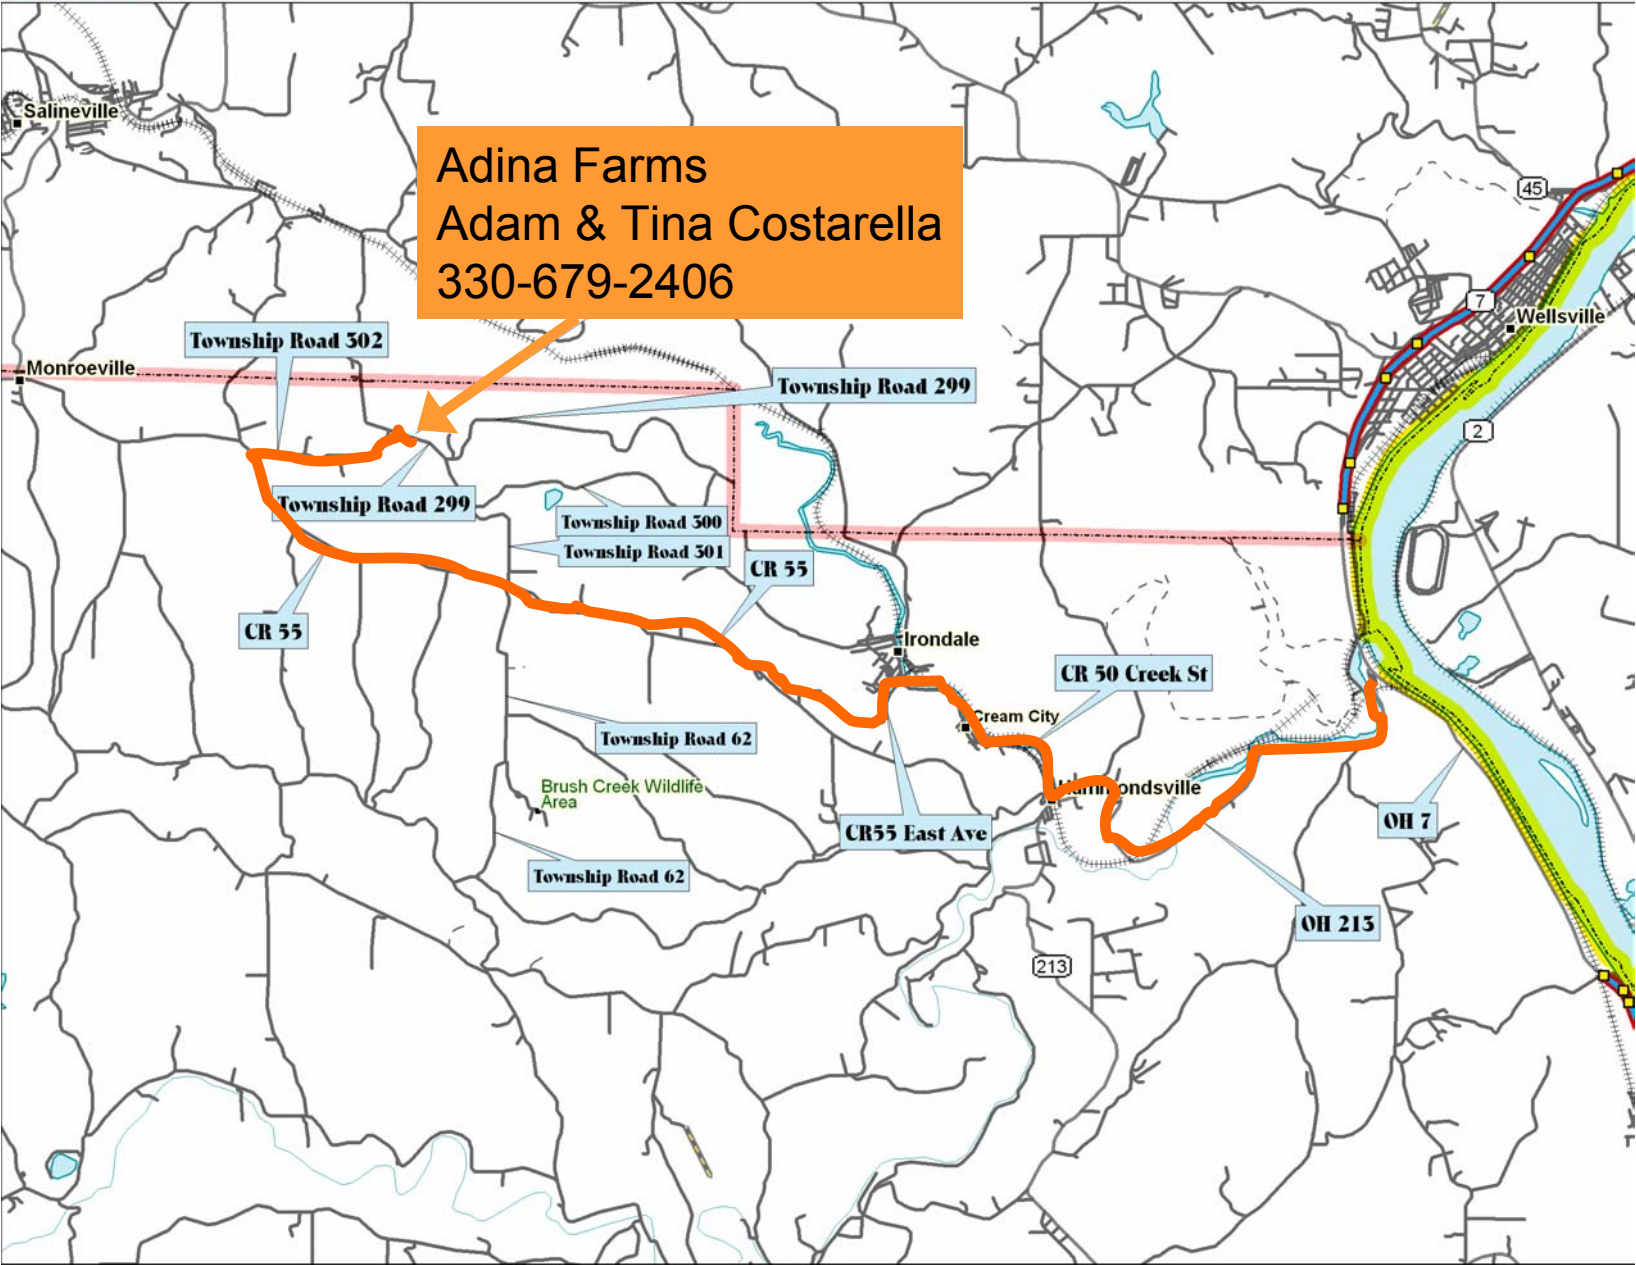 Salineville
Adina Farms
Adam & Tina Costarella
330-679-2406
45
7
Wellsville
Township Road 302
Monroeville
Township Road 299
2
Township Road 299
Township Road 300
Township Road 301
CR 55
CR 55
Irondale
CR 50 Creek St
Cream City
Township Road 62
Brush Creek Wildlife
Area
Hammondsville
CR55 East Ave
OH 7
Township Road 62
OH 213
213